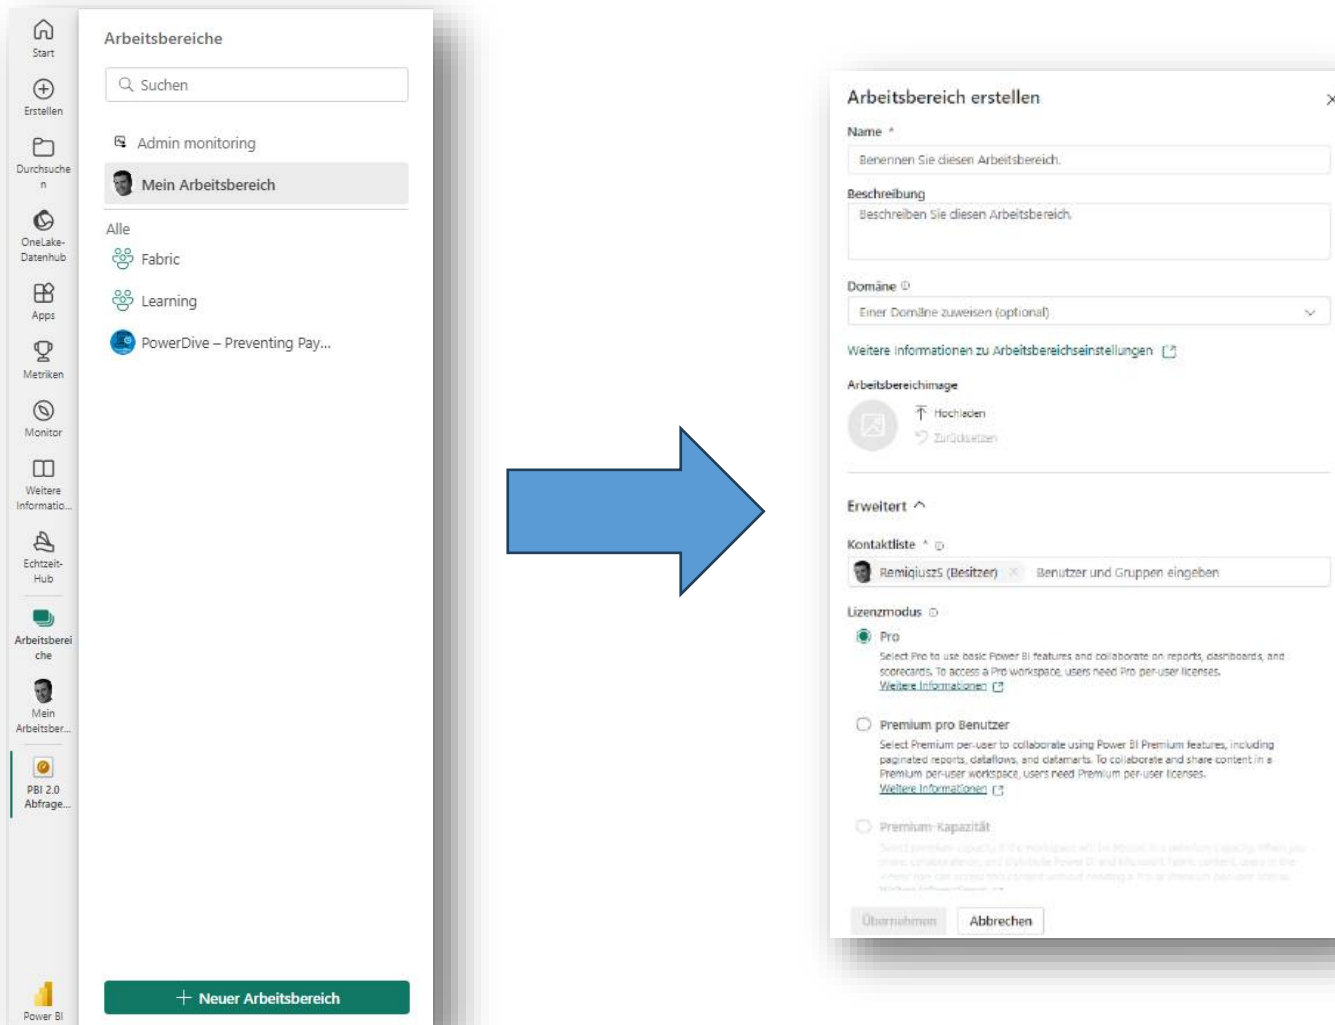 Start
Erstellen
Durchsuche
n
OneLake-
Datenhub
Apps
Metriken
Monitor
Weitere
Informatio...
Echtzeit-
Hub
Arbeitsberei
che
Mein
Arbeitsber...
PBI 2.0
Abfrage...
Power BI
Arbeitsbereiche
Suchen
Admin monitoring
Mein Arbeitsbereich
Alle
Fabric
Learning
PowerDive – Preventing Pay...
+ Neuer Arbeitsbereich
Arbeitsbereich erstellen
Name *
Benennen Sie diesen Arbeitsbereich.
Beschreibung
Beschreiben Sie diesen Arbeitsbereich.
Domäne
Einer Domäne zuweisen (optional)
Weitere Informationen zu Arbeitsbereichseinstellungen
Arbeitsbereichimage
Hochladen
Zurücksetzen
Erweitert
Kontaktliste *
RemigiuszS (Besitzer) × Benutzer und Gruppen eingeben
Lizenzmodus
Pro
Select Pro to use basic Power BI features and collaborate on reports, dashboards, and
scorecards. To access a Pro workspace, users need Pro per-user licenses.
Weitere Informationen
Premium pro Benutzer
Select Premium per-user to collaborate using Power BI Premium features, including
paginated reports, dataflows, and datamarts. To collaborate and share content in a
Premium per-user workspace, users need Premium per-user licenses.
Weitere Informationen
Premium-Kapazität
Übernehmen
Abbrechen